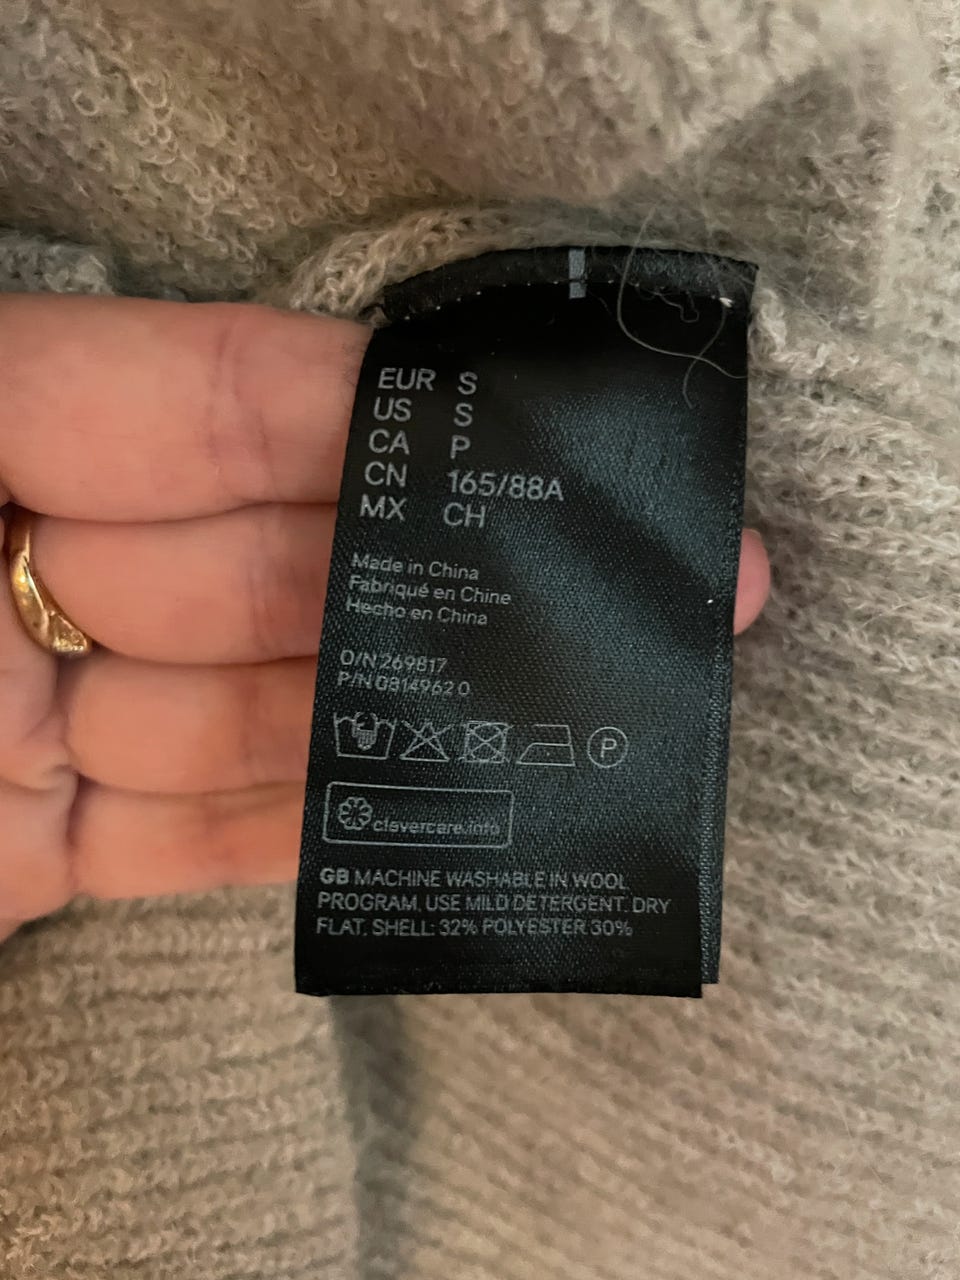 EUR S
US S
CA P
CN 165/88A
MX CH
Made in China
Fabriqué en Chine
Hecho en China
O/N 269817
P/N 0814962 0
P
clevercare.info
GB MACHINE WASHABLE IN WOOL
PROGRAM. USE MILD DETERGENT. DRY
FLAT. SHELL: 32% POLYESTER 30%